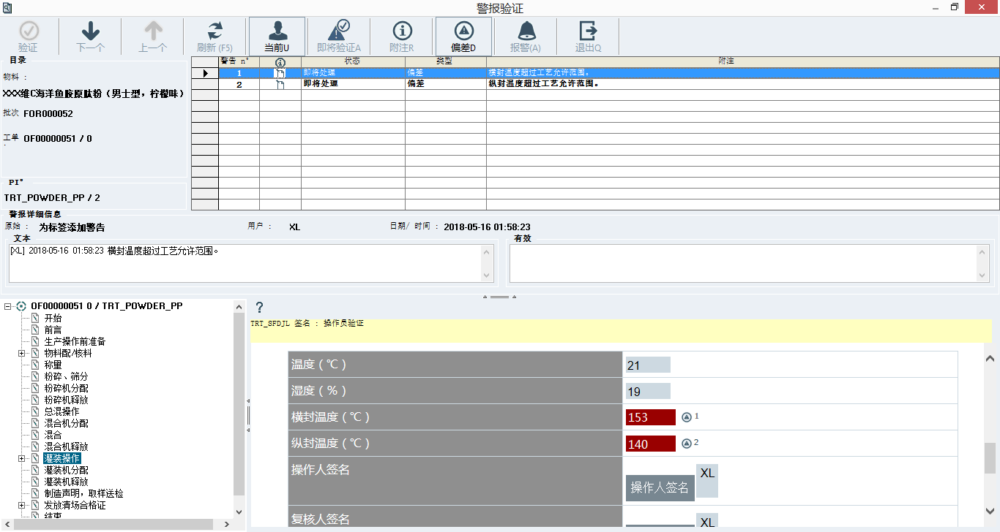 警报验证
验证
下一个
上一个
刷新 (F5)
当前U
即将验证A
附注R
偏差D
报警(A)
退出Q
目录
物料 :
XXX维C海洋鱼胺原肽粉（男士型，柠檬味）
批次 FOR000052
工单 : OF00000051 / 0
PI°
TRT_POWDER_PP / 2
警告 n° 状态 类型 附注
1 即将处理 偏差 横封温度超过工艺允许范围。
2 即将处理 偏差 纵封温度超过工艺允许范围。
警报详细信息
原始 : 为标签添加警告 用户 : XL 日期/ 时间 : 2018-05-16 01:58:23
文本
[XL] 2018-05-16 01:58:23 横封温度超过工艺允许范围。
有效
OF00000051 0 / TRT_POWDER_PP
开始
前言
生产操作前准备
物料配/核料
称量
粉碎、筛分
粉碎机分配
粉碎机释放
总混操作
混合机分配
混合
混合机释放
灌装操作
灌装机分配
灌装机释放
制造声明，取样送检
发放清场合格证
结束
?
TRT_SFDJL 签名 : 操作员验证
温度（℃） 21
湿度（%） 19
横封温度（℃） 153 1
纵封温度（℃） 140 2
操作人签名 操作人签名 XL
复核人签名 XL